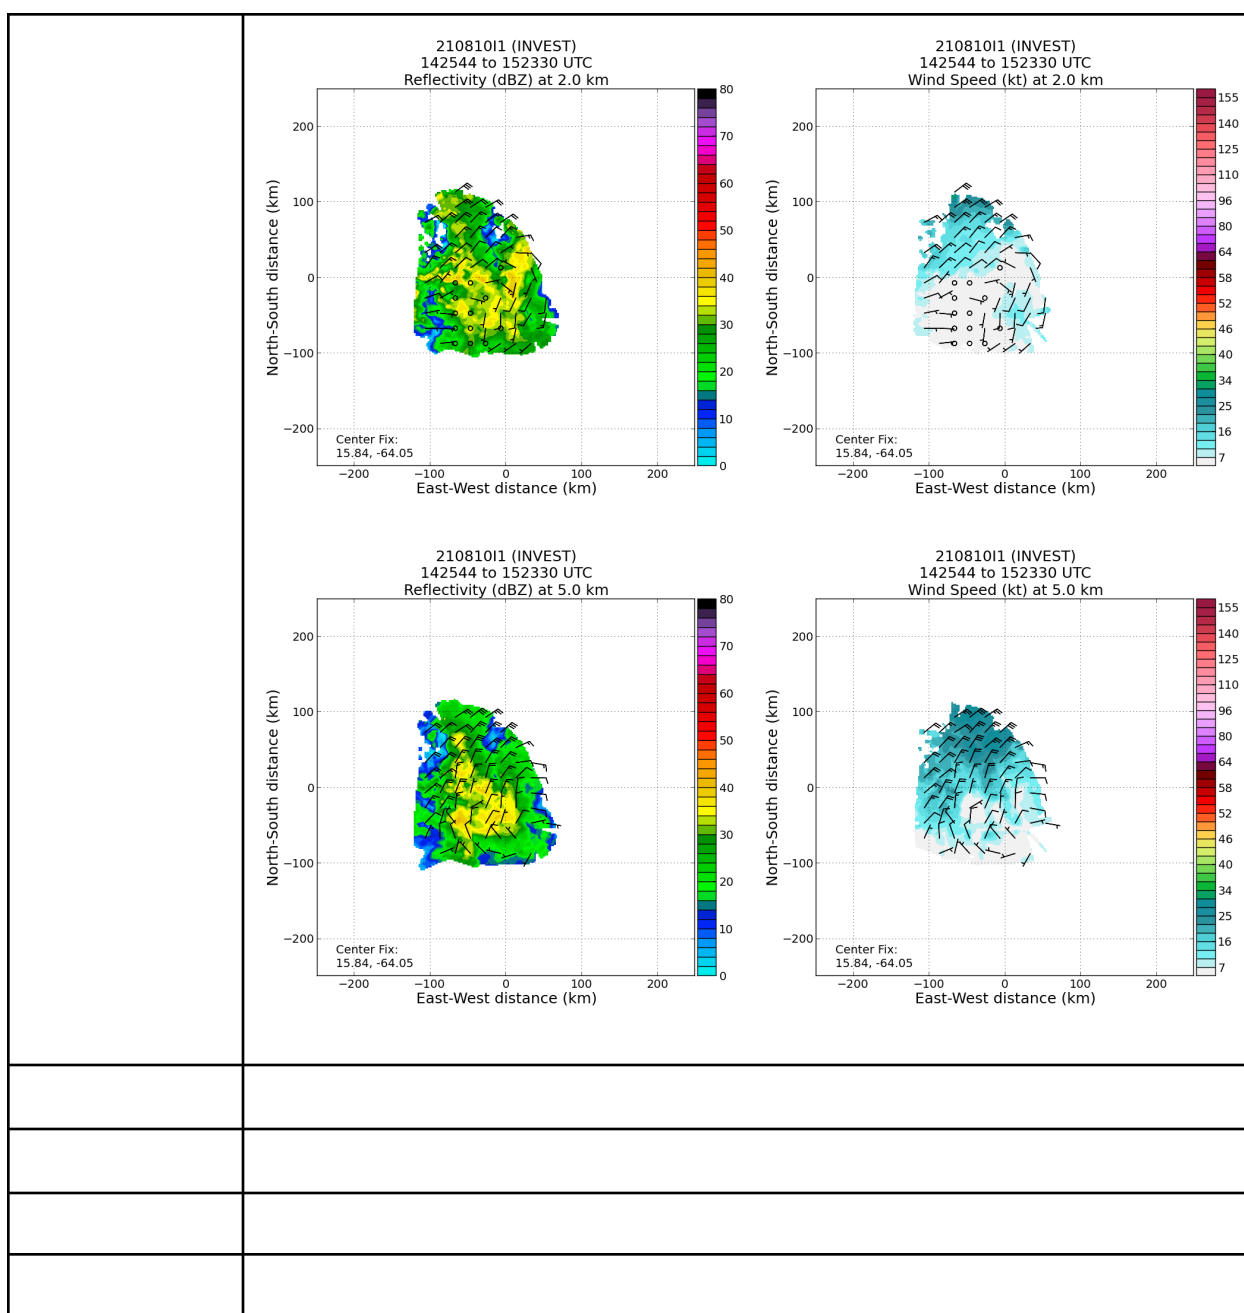 210810I1 (INVEST)
142544 to 152330 UTC
Reflectivity (dBZ) at 2.0 km
North-South distance (km)
200
100
0
−100
−200
Center Fix:
15.84, -64.05
−200 −100 0 100 200
East-West distance (km)
80
70
60
50
40
30
20
10
0
210810I1 (INVEST)
142544 to 152330 UTC
Wind Speed (kt) at 2.0 km
North-South distance (km)
200
100
0
−100
−200
Center Fix:
15.84, -64.05
−200 −100 0 100 200
East-West distance (km)
155
140
125
110
96
80
64
58
52
46
40
34
25
16
7
210810I1 (INVEST)
142544 to 152330 UTC
Reflectivity (dBZ) at 5.0 km
North-South distance (km)
200
100
0
−100
−200
Center Fix:
15.84, -64.05
−200 −100 0 100 200
East-West distance (km)
80
70
60
50
40
30
20
10
0
210810I1 (INVEST)
142544 to 152330 UTC
Wind Speed (kt) at 5.0 km
North-South distance (km)
200
100
0
−100
−200
Center Fix:
15.84, -64.05
−200 −100 0 100 200
East-West distance (km)
155
140
125
110
96
80
64
58
52
46
40
34
25
16
7